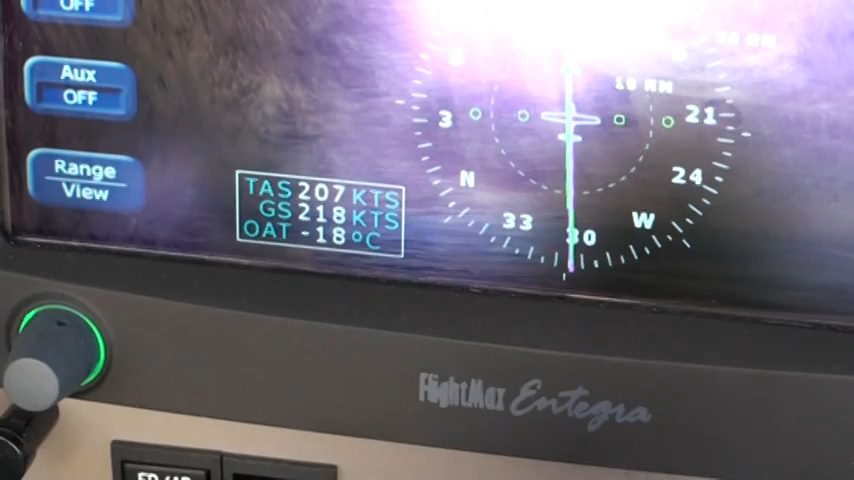 OFF
Aux
OFF
Range
View
TAS 207 KTS
GS 218 KTS
OAT -18 °C
10 NM
20 NM
3
21
N
24
33
W
30
FlightMax Entegra